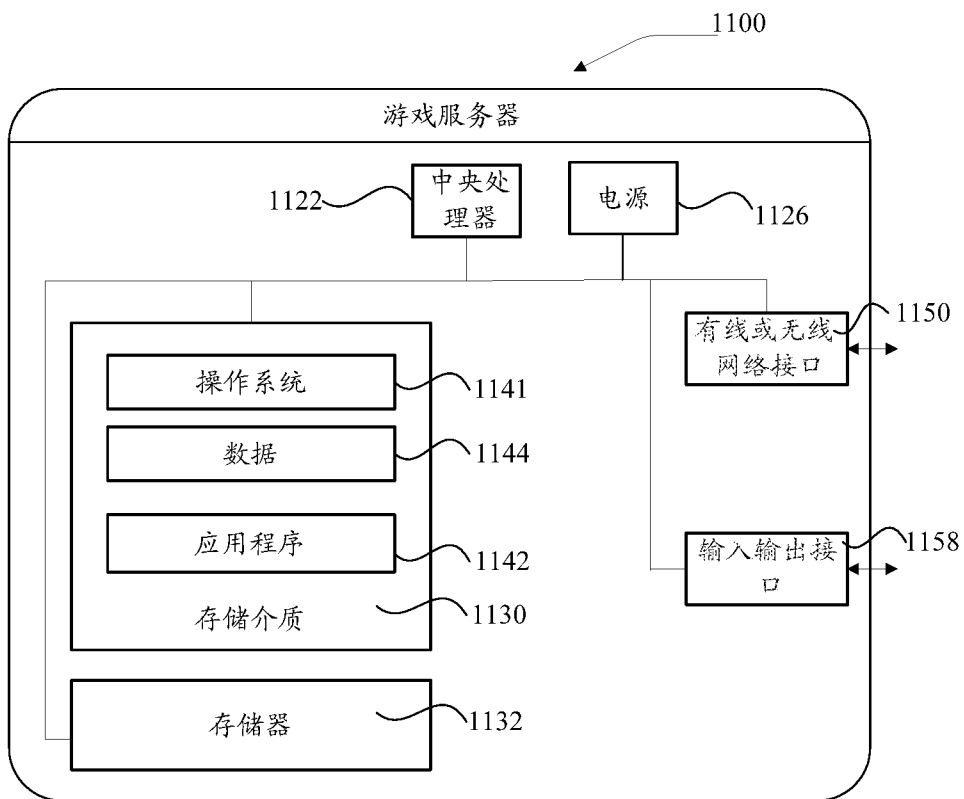 1100
游戏服务器
中央处
理器
1122
电源
1126
有线或无线
网络接口
1150
操作系统
1141
数据
1144
应用程序
1142
存储介质
1130
输入输出接
口
1158
存储器
1132